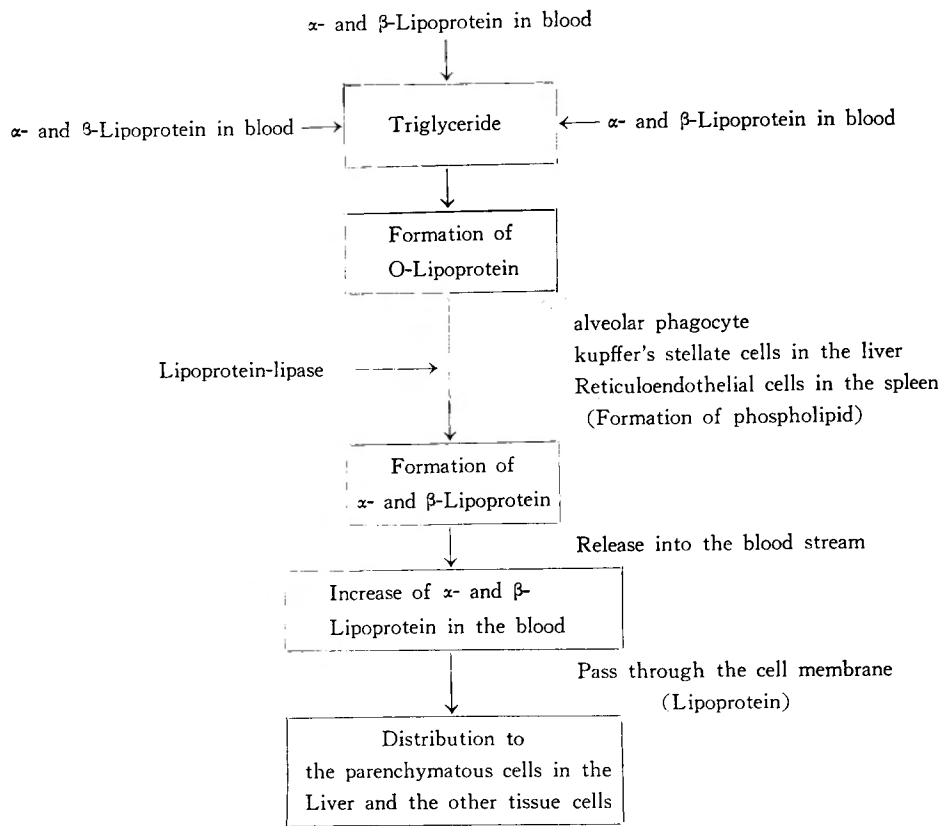 α- and β-Lipoprotein in blood
α- and β-Lipoprotein in blood
Triglyceride
α- and β-Lipoprotein in blood
Formation of
O-Lipoprotein
alveolar phagocyte
kupffer's stellate cells in the liver
Reticuloendothelial cells in the spleen
(Formation of phospholipid)
Lipoprotein-lipase
Formation of
α- and β-Lipoprotein
Release into the blood stream
Increase of α- and β-
Lipoprotein in the blood
Pass through the cell membrane
(Lipoprotein)
Distribution to
the parenchymatous cells in the
Liver and the other tissue cells